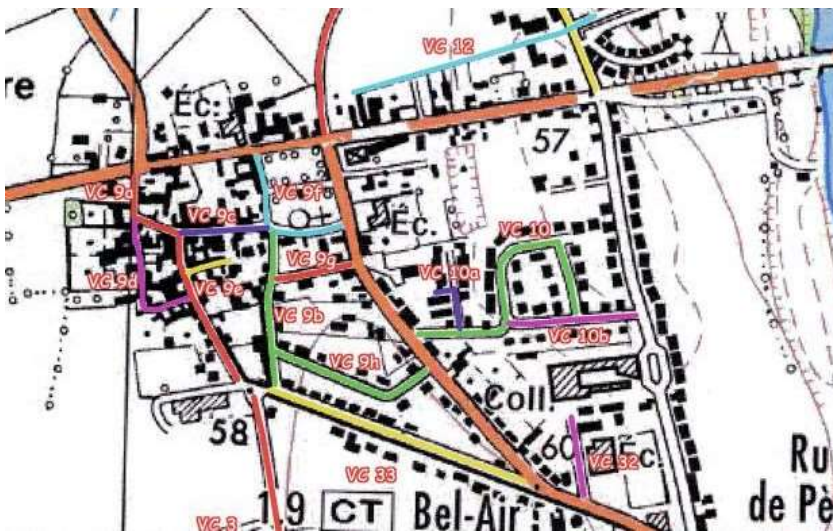 VC 12
re
Éc.
57
VC 9a
VC 9c
VC 9f
Éc.
VC 10
VC 9g
VC 10a
VC 9d
VC 9e
VC 9b
VC 10b
VC 9h
Coll.
58
60
Éc.
VC 32
Ru
VC 33
19
CT
Bel-Air
de Pè
VC 3